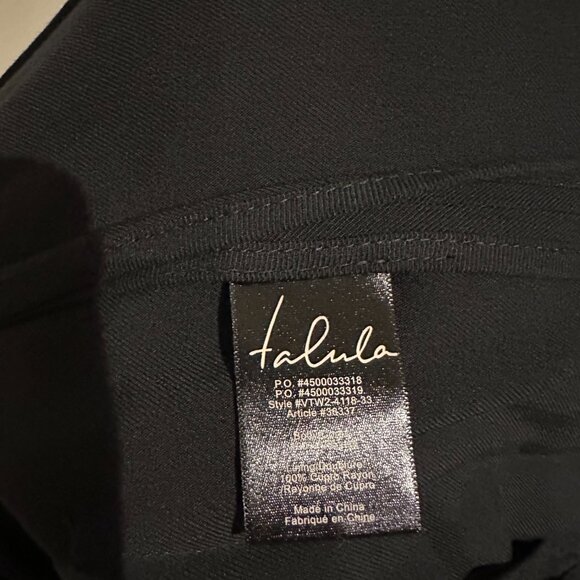 talula
P.O. #4500033318
P.O. #4500033319
Style #VTW2-4118-33
Article #38337
Lining/Doublure
100% Cupro Rayon
Rayonne de Cupro
Made in China
Fabriqué en Chine